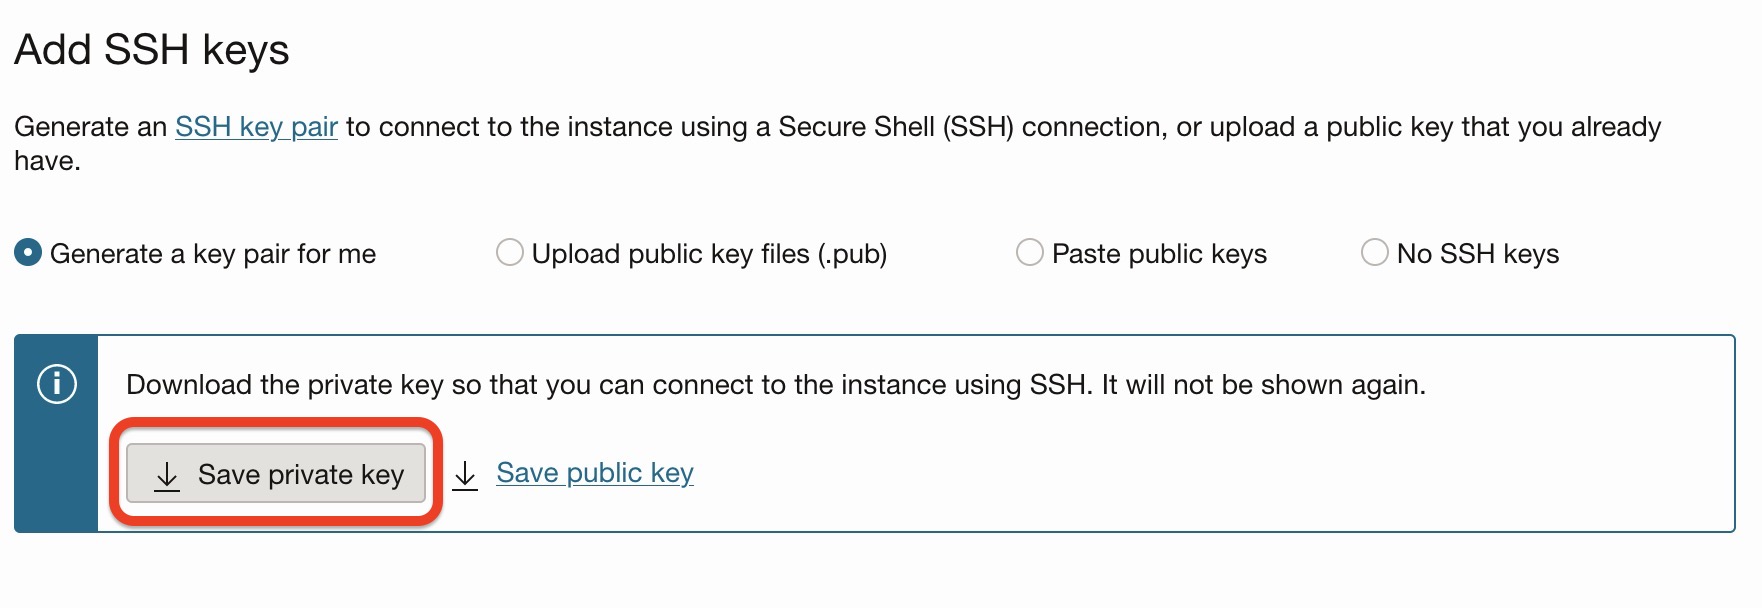 Add SSH keys
Generate an SSH key pair to connect to the instance using a Secure Shell (SSH) connection, or upload a public key that you already
have.
Generate a key pair for me
Upload public key files (.pub)
Paste public keys
No SSH keys
Download the private key so that you can connect to the instance using SSH. It will not be shown again.
Save private key
Save public key